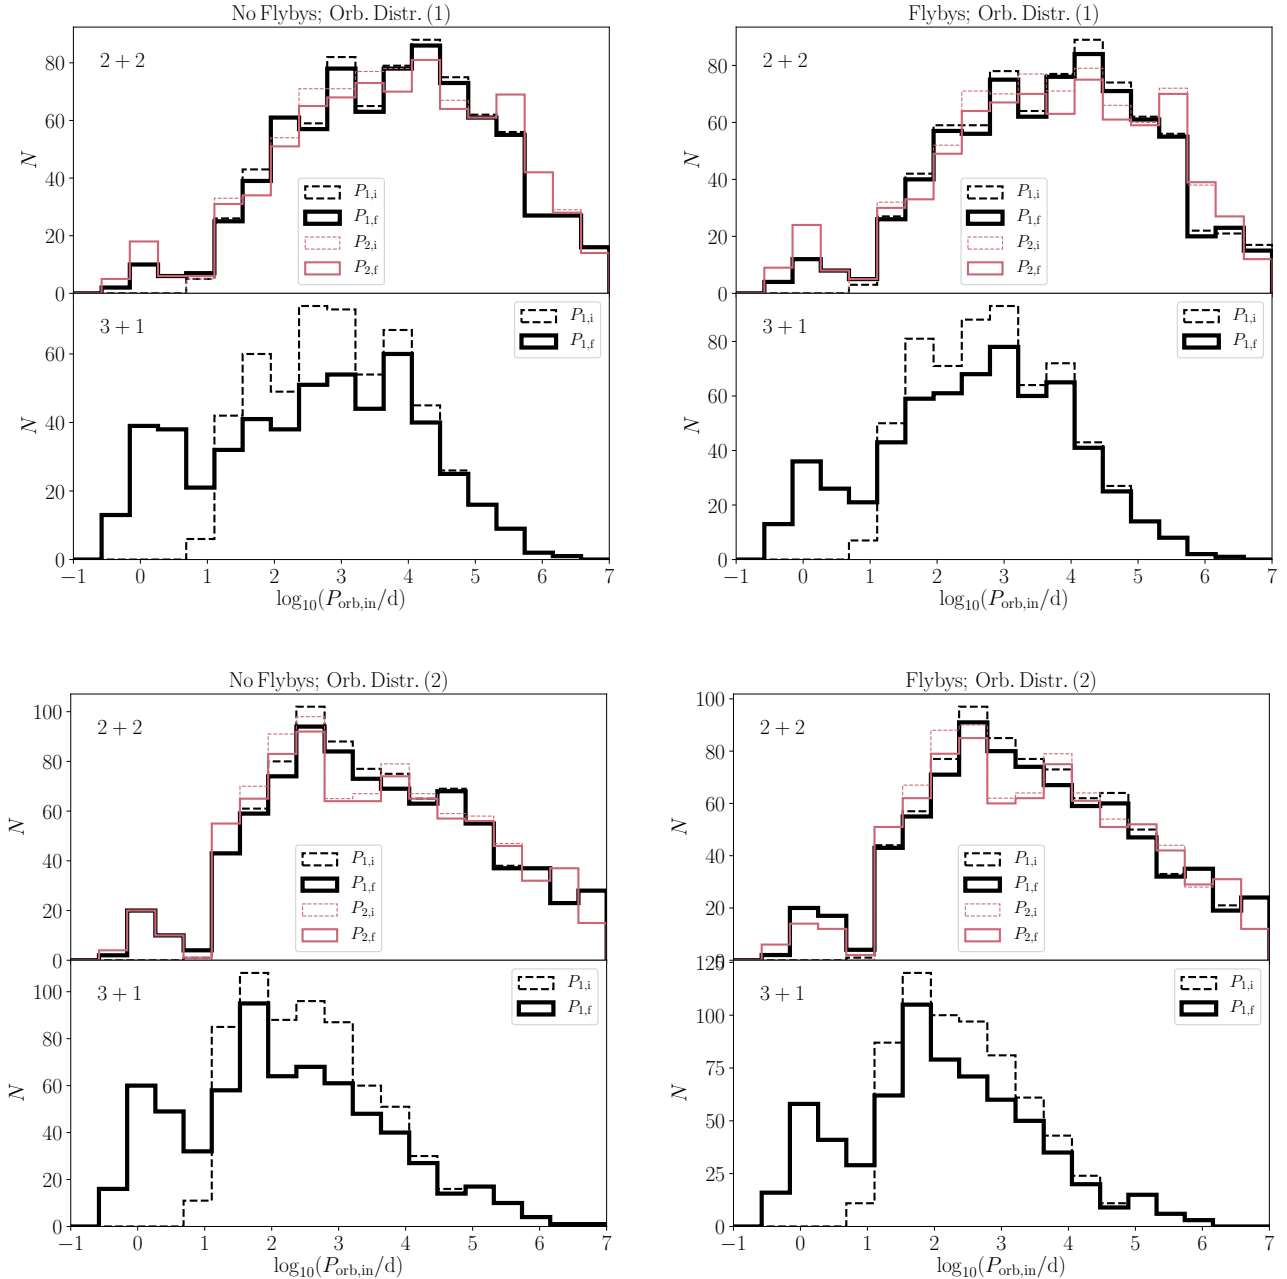 No Flybys; Orb. Distr. (1)
2 + 2
80
60
40
20
0
N
P1,i
P1,f
P2,i
P2,f
3 + 1
60
40
20
0
N
P1,i
P1,f
−1 0 1 2 3 4 5 6 7
log10(Porb,in/d)
Flybys; Orb. Distr. (1)
2 + 2
80
60
40
20
0
N
P1,i
P1,f
P2,i
P2,f
3 + 1
80
60
40
20
0
N
P1,i
P1,f
−1 0 1 2 3 4 5 6 7
log10(Porb,in/d)
No Flybys; Orb. Distr. (2)
2 + 2
100
80
60
40
20
0
N
P1,i
P1,f
P2,i
P2,f
3 + 1
100
80
60
40
20
0
N
P1,i
P1,f
−1 0 1 2 3 4 5 6 7
log10(Porb,in/d)
Flybys; Orb. Distr. (2)
2 + 2
100
80
60
40
20
0
N
P1,i
P1,f
P2,i
P2,f
3 + 1
125
100
75
50
25
0
N
P1,i
P1,f
−1 0 1 2 3 4 5 6 7
log10(Porb,in/d)